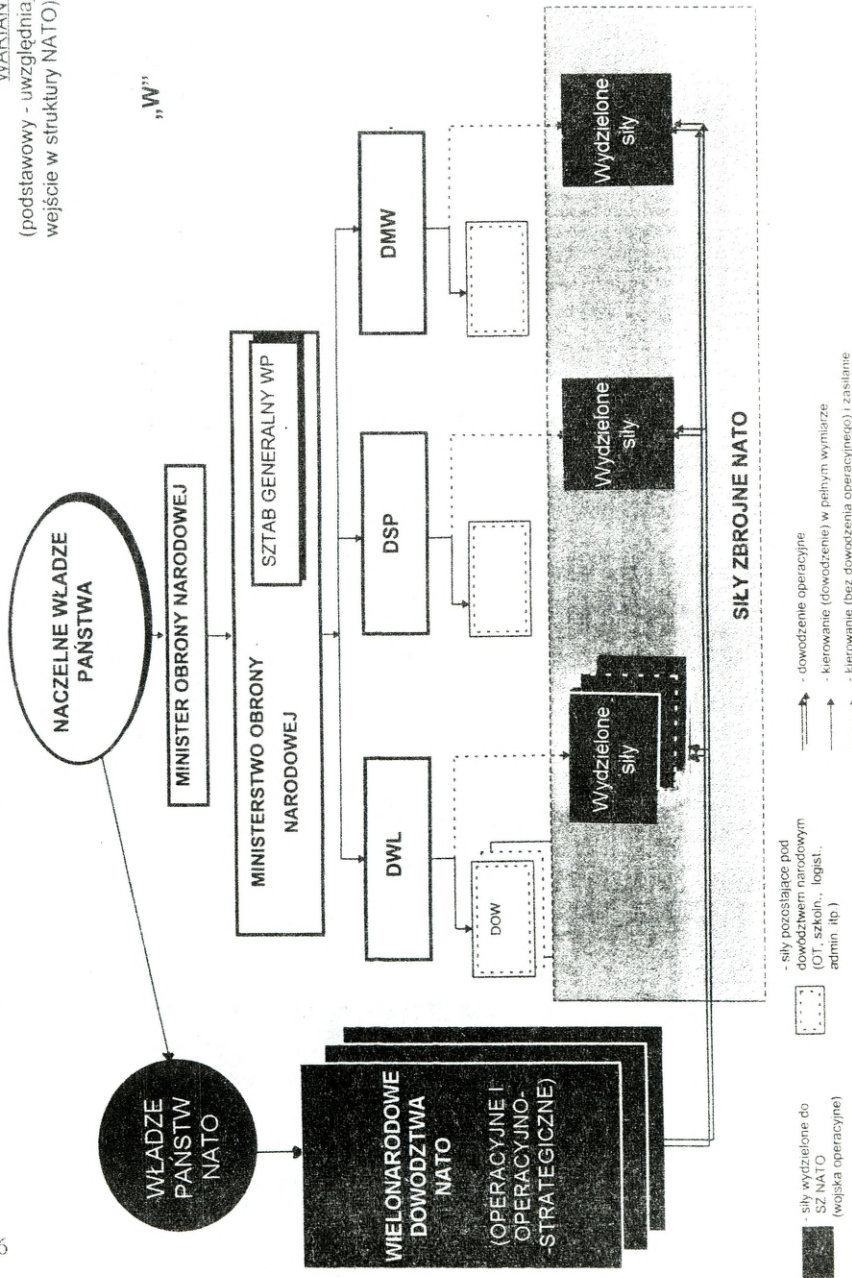 6
WARIAN
(podstawowy - uwzględnia
wejście w struktury NATO)
„W”
NACZELNE WŁADZE
PAŃSTWA
MINISTER OBRONY NARODOWEJ
MINISTERSTWO OBRONY
NARODOWEJ
SZTAB GENERALNY WP
WŁADZE
PAŃSTW
NATO
WIELONARODOWE
DOWÓDZTWA
NATO
(OPERACYJNE I
OPERACYJNO-
-STRATEGICZNE)
DWL
DSP
DMW
DOW
Wydzielone
siły
Wydzielone
siły
Wydzielone
siły
SIŁY ZBROJNE NATO
- siły wydzielone do
SZ NATO
(wojska operacyjne)
- siły pozostające pod
dowództwem narodowym
(OT, szkoln., logist.,
admin. itp.)
- dowodzenie operacyjne
- kierowanie (dowodzenie) w pełnym wymiarze
- kierowanie (bez dowodzenia operacyjnego) i zasilanie